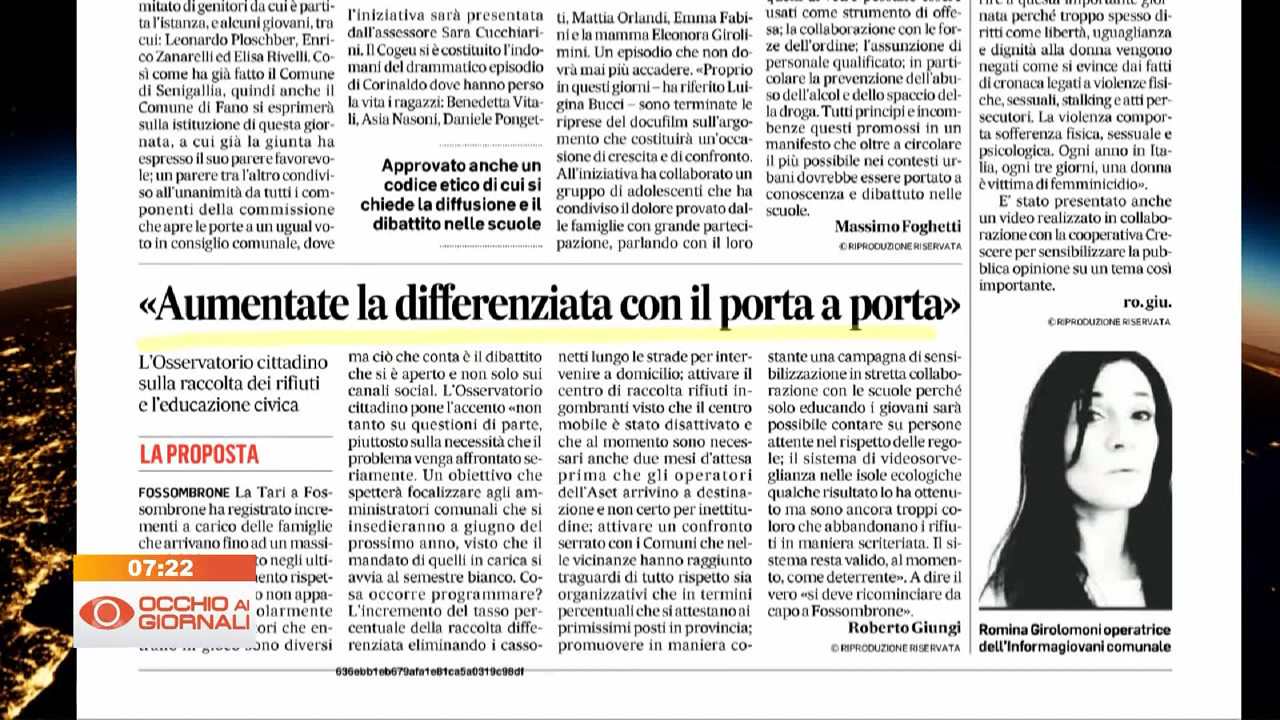 mitato di genitori da cui è parti-
ta l'istanza, e alcuni giovani, tra
cui: Leonardo Ploschber, Enri-
co Zanarelli ed Elisa Rivelli. Co-
sì come ha già fatto il Comune
di Senigallia, quindi anche il
Comune di Fano si esprimerà
sulla istituzione di questa gior-
nata, a cui già la giunta ha
espresso il suo parere favorevo-
le; un parere tra l'altro condivi-
so all'unanimità da tutti i com-
ponenti della commissione
che apre le porte a un ugual vo-
to in consiglio comunale, dove
l'iniziativa sarà presentata
dall'assessore Sara Cucchiari-
ni. Il Cogeu si è costituito l'indo-
mani del drammatico episodio
di Corinaldo dove hanno perso
la vita i ragazzi: Benedetta Vita-
li, Asia Nasoni, Daniele Ponget-
Approvato anche un
codice etico di cui si
chiede la diffusione e il
dibattito nelle scuole
ti, Mattia Orlandi, Emma Fabi-
ni e la mamma Eleonora Giroli-
mini. Un episodio che non do-
vrà mai più accadere. «Proprio
in questi giorni – ha riferito Lui-
gina Bucci – sono terminate le
riprese del docufilm sull'argo-
mento che costituirà un'occa-
sione di crescita e di confronto.
All'iniziativa ha collaborato un
gruppo di adolescenti che ha
condiviso il dolore provato dal-
le famiglie con grande parteci-
pazione, parlando con il loro
usati come strumento di offe-
sa; la collaborazione con le for-
ze dell'ordine; l'assunzione di
personale qualificato; in parti-
colare la prevenzione dell'abu-
so dell'alcol e dello spaccio del-
la droga. Tutti principi e incom-
benze questi promossi in un
manifesto che oltre a circolare
il più possibile nei contesti ur-
bani dovrebbe essere portato a
conoscenza e dibattuto nelle
scuole.
Massimo Foghetti
© RIPRODUZIONE RISERVATA
nata perché troppo spesso di-
ritti come libertà, uguaglianza
e dignità alla donna vengono
negati come si evince dai fatti
di cronaca legati a violenze fisi-
che, sessuali, stalking e atti per-
secutori. La violenza compor-
ta sofferenza fisica, sessuale e
psicologica. Ogni anno in Ita-
lia, ogni tre giorni, una donna
è vittima di femminicidio».
E' stato presentato anche
un video realizzato in collabo-
razione con la cooperativa Cre-
scere per sensibilizzare la pub-
blica opinione su un tema così
importante.
ro.giu.
© RIPRODUZIONE RISERVATA
«Aumentate la differenziata con il porta a porta»
L'Osservatorio cittadino
sulla raccolta dei rifiuti
e l'educazione civica
LA PROPOSTA
FOSSOMBRONE La Tari a Fos-
sombrone ha registrato incre-
menti a carico delle famiglie
che arrivano fino ad un massi-
o negli ulti-
ento rispet-
o non appa-
olarmente
ori che en-
sono diversi
ma ciò che conta è il dibattito
che si è aperto e non solo sui
canali social. L'Osservatorio
cittadino pone l'accento «non
tanto su questioni di parte,
piuttosto sulla necessità che il
problema venga affrontato se-
riamente. Un obiettivo che
spetterà focalizzare agli am-
ministratori comunali che si
insedieranno a giugno del
prossimo anno, visto che il
mandato di quelli in carica si
avvia al semestre bianco. Co-
sa occorre programmare?
L'incremento del tasso per-
centuale della raccolta diffe-
renziata eliminando i casso-
netti lungo le strade per inter-
venire a domicilio; attivare il
centro di raccolta rifiuti in-
gombranti visto che il centro
mobile è stato disattivato e
che al momento sono neces-
sari anche due mesi d'attesa
prima che gli operatori
dell'Aset arrivino a destina-
zione e non certo per inettitu-
dine; attivare un confronto
serrato con i Comuni che nel-
le vicinanze hanno raggiunto
traguardi di tutto rispetto sia
organizzativi che in termini
percentuali che si attestano ai
primissimi posti in provincia;
promuovere in maniera co-
stante una campagna di sensi-
bilizzazione in stretta collabo-
razione con le scuole perché
solo educando i giovani sarà
possibile contare su persone
attente nel rispetto delle rego-
le; il sistema di videosorve-
glianza nelle isole ecologiche
qualche risultato lo ha ottenu-
to ma sono ancora troppi co-
loro che abbandonano i rifiu-
ti in maniera scriteriata. Il si-
stema resta valido, al momen-
to, come deterrente». A dire il
vero «si deve ricominciare da
capo a Fossombrone».
Roberto Giungi
© RIPRODUZIONE RISERVATA
Romina Girolomoni operatrice
dell'Informagiovani comunale
07:22
OCCHIO AI
GIORNALI
636ebb1eb679afa1e81ca5a0319c98df